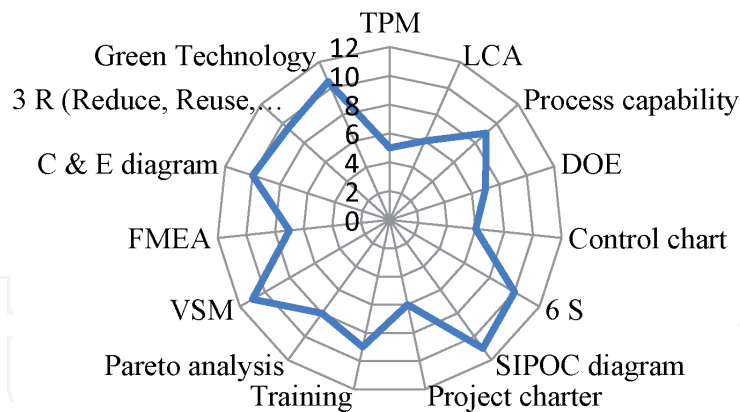 TPM
LCA
Process capability
DOE
Control chart
6 S
SIPOC diagram
Project charter
Training
Pareto analysis
VSM
FMEA
C & E diagram
3 R (Reduce, Reuse,...
Green Technology
12
10
8
6
4
2
0